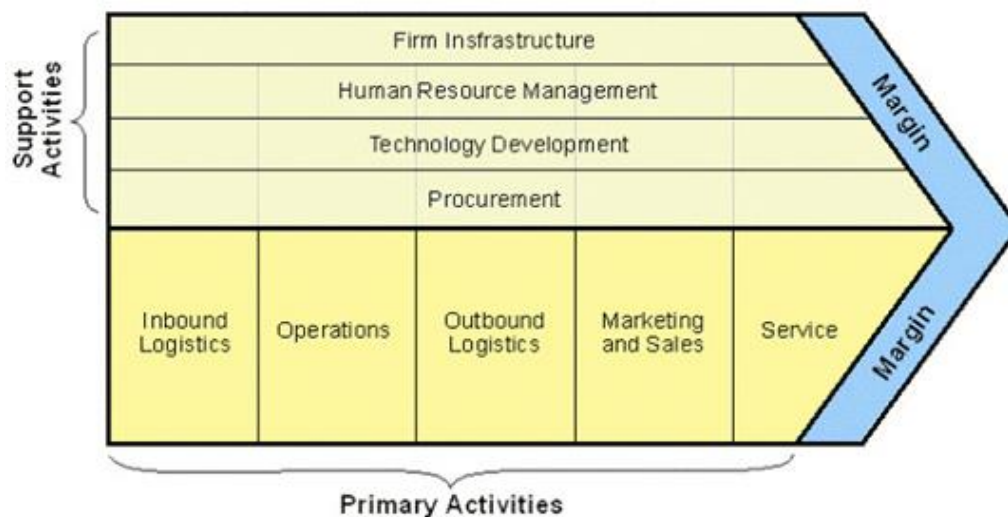 Support
Activities
Firm Insfrastructure
Human Resource Management
Technology Development
Procurement
Margin
Inbound
Logistics
Operations
Outbound
Logistics
Marketing
and Sales
Service
Margin
Primary Activities